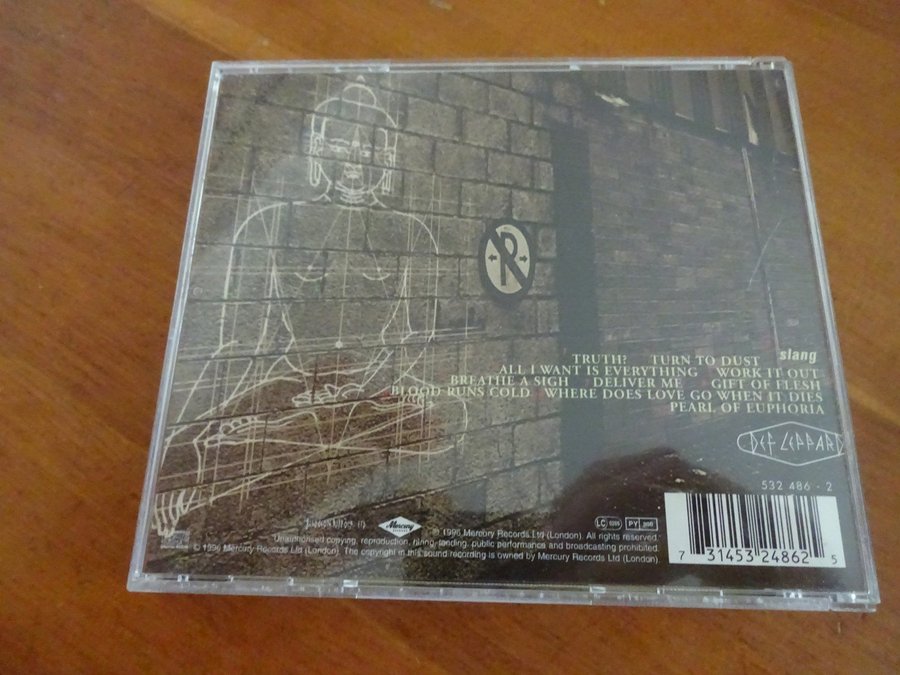 R
TRUTH? TURN TO DUST slang
ALL I WANT IS EVERYTHING WORK IT OUT
BREATHE A SIGH DELIVER ME GIFT OF FLESH
BLOOD RUNS COLD WHERE DOES LOVE GO WHEN IT DIES
PEARL OF EUPHORIA
DEF LEPPARD
532 486 - 2
Mercury
LC PY
℗ 1996 Mercury Records Ltd (London). All rights reserved.
Unauthorised copying, reproduction, hiring, lending, public performance and broadcasting prohibited.
© 1996 Mercury Records Ltd (London). The copyright in this sound recording is owned by Mercury Records Ltd (London).
7 31453 24862 5